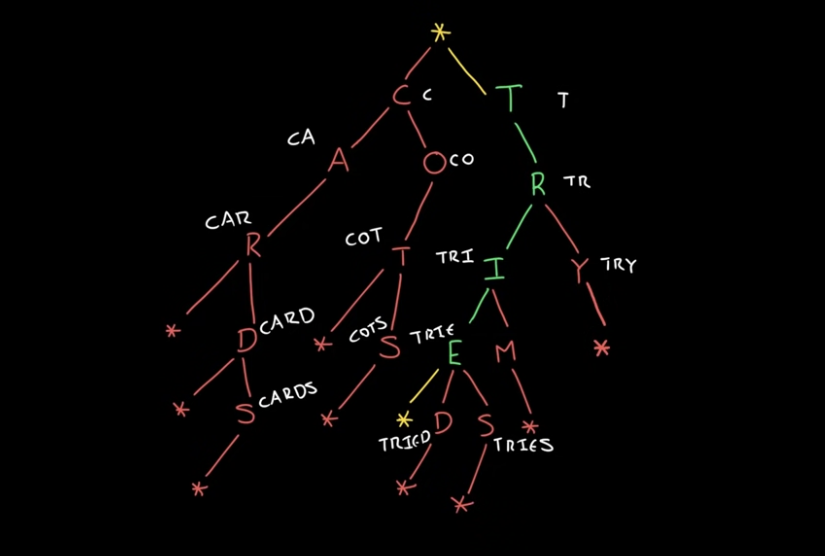 *
C C T T
CA A O CO R TR
CAR R COT T TRI I Y TRY
* D CARD * COTS S TRIE E M *
* S CARDS * * D S *
TRIED TRIES
* * *